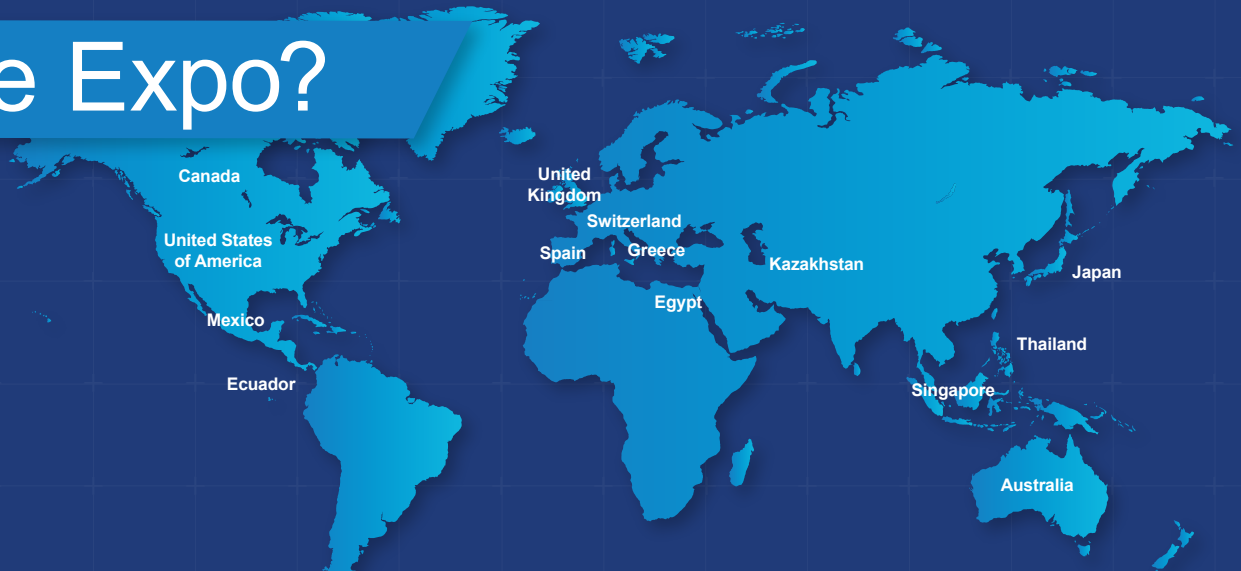 e Expo?
Canada
United States
of America
Mexico
Ecuador
United
Kingdom
Switzerland
Spain
Greece
Egypt
Kazakhstan
Japan
Thailand
Singapore
Australia